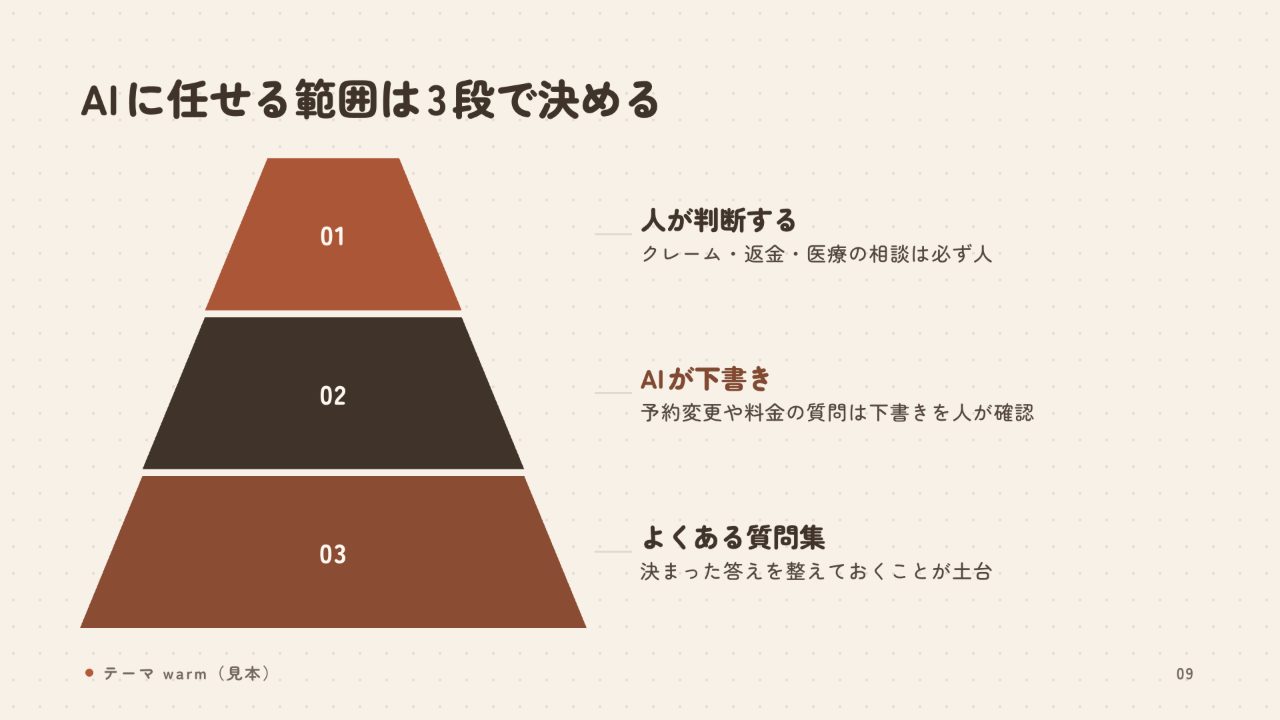 AIに任せる範囲は3段で決める
01
人が判断する
クレーム・返金・医療の相談は必ず人
02
AIが下書き
予約変更や料金の質問は下書きを人が確認
03
よくある質問集
決まった答えを整えておくことが土台
テーマ warm（見本）
09